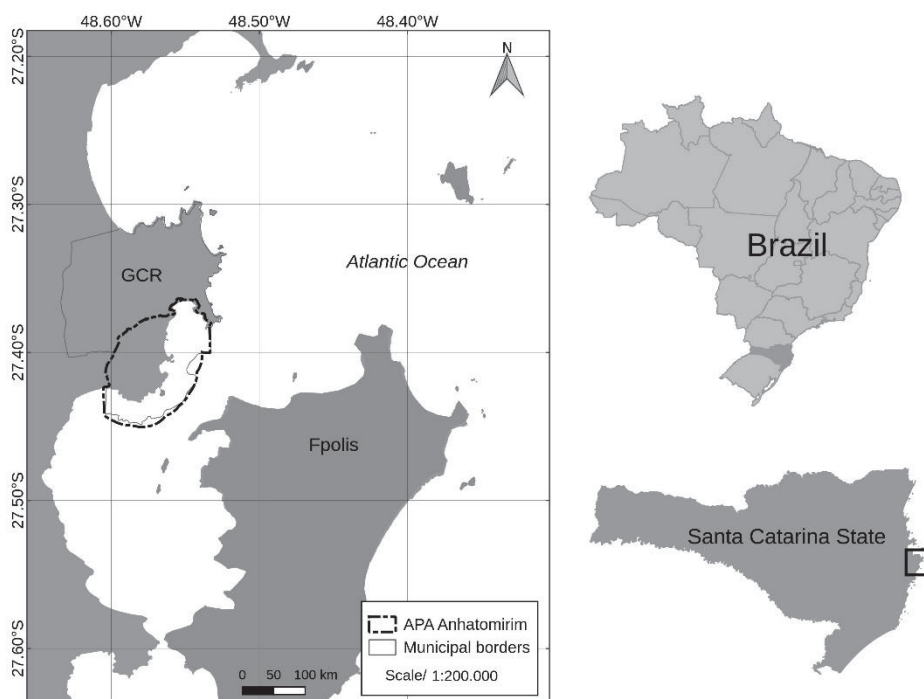 48.60°W 48.50°W 48.40°W
27.20°S
27.30°S
27.40°S
27.50°S
27.60°S
N
GCR
Atlantic Ocean
Fpolis
APA Anhatomirim
Municipal borders
Scale/ 1:200.000
0 50 100 km
Brazil
Santa Catarina State